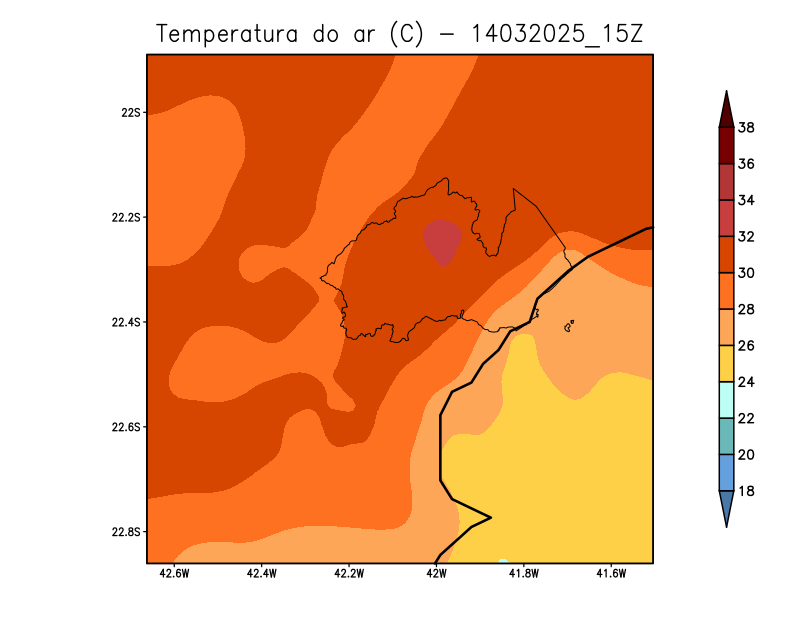 Temperatura do ar (C) - 14032025_15Z
22S
22.2S
22.4S
22.6S
22.8S
42.6W
42.4W
42.2W
42W
41.8W
41.6W
38
36
34
32
30
28
26
24
22
20
18